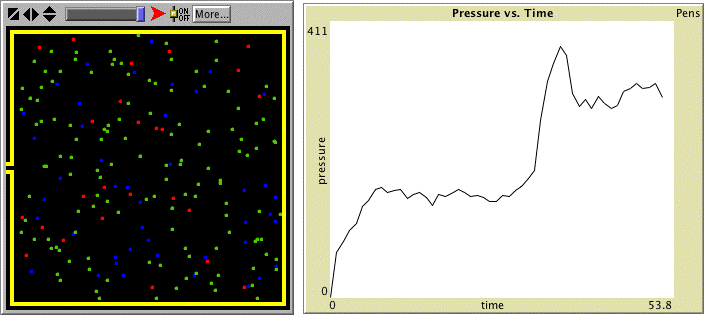 ON
OFF
More...
Pressure vs. Time
Pens
411
pressure
0
0
time
53.8